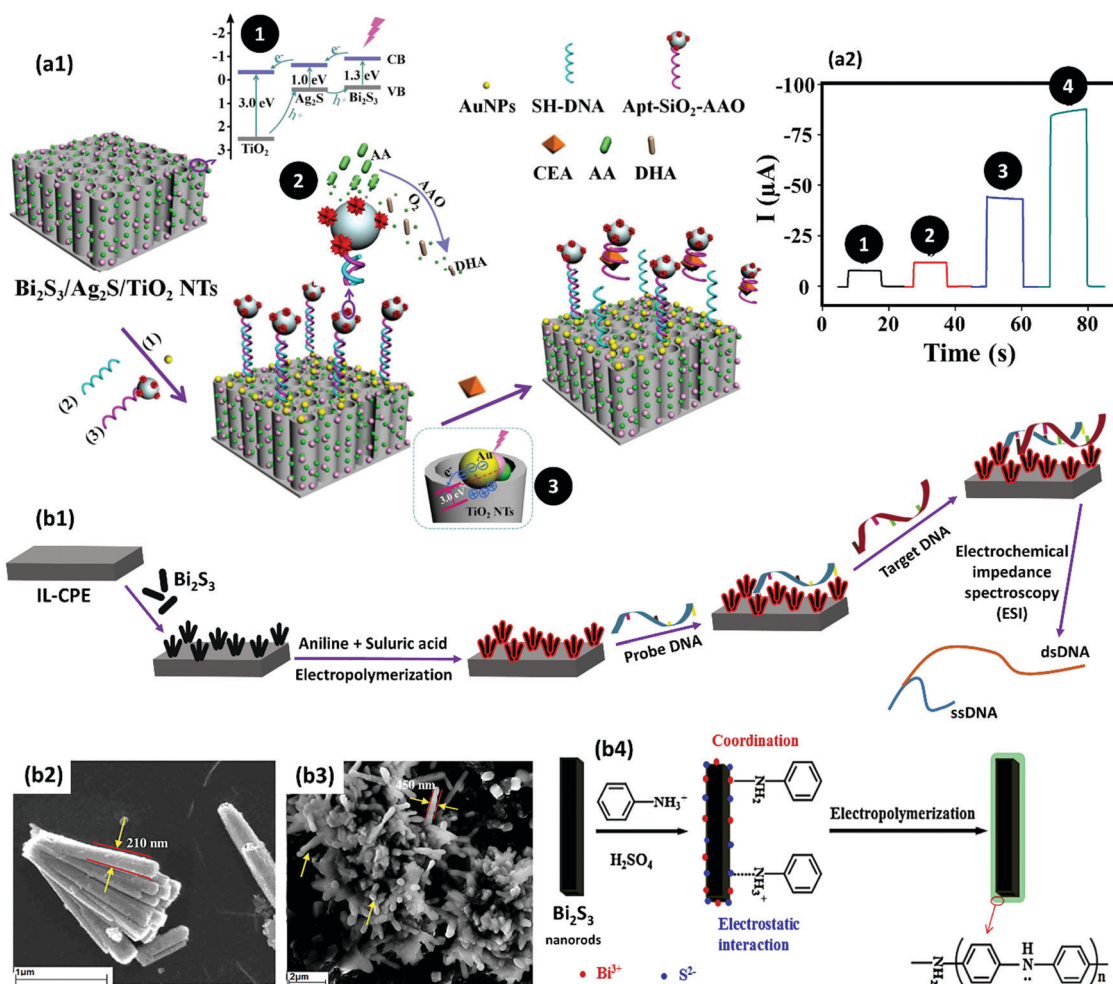 (a1)
1
-2
-1
0
1
2
3
e-
e-
CB
3.0 eV
1.0 eV
1.3 eV
Ag₂S
Bi₂S₃
VB
h+
h+
TiO₂
AuNPs
SH-DNA
Apt-SiO₂-AAO
CEA
AA
DHA
2
AA
AAO
O₂
DHA
Bi₂S₃/Ag₂S/TiO₂ NTs
(1)
(2)
(3)
Au
e-
3.0 eV
TiO₂ NTs
3
(a2)
I (μA)
-100
-75
-50
-25
0
1
2
3
4
0
20
40
60
80
Time (s)
(b1)
IL-CPE
Bi₂S₃
Aniline + Suluric acid
Electropolymerization
Probe DNA
Target DNA
Electrochemical
impedance
spectroscopy
(ESI)
dsDNA
ssDNA
(b2)
210 nm
1μm
(b3)
450 nm
2μm
(b4)
Bi₂S₃
nanorods
NH₃⁺
H₂SO₄
Coordination
NH₂
NH₃⁺
Electrostatic
interaction
Bi³⁺
S²⁻
Electropolymerization
NH₂
H
N
n